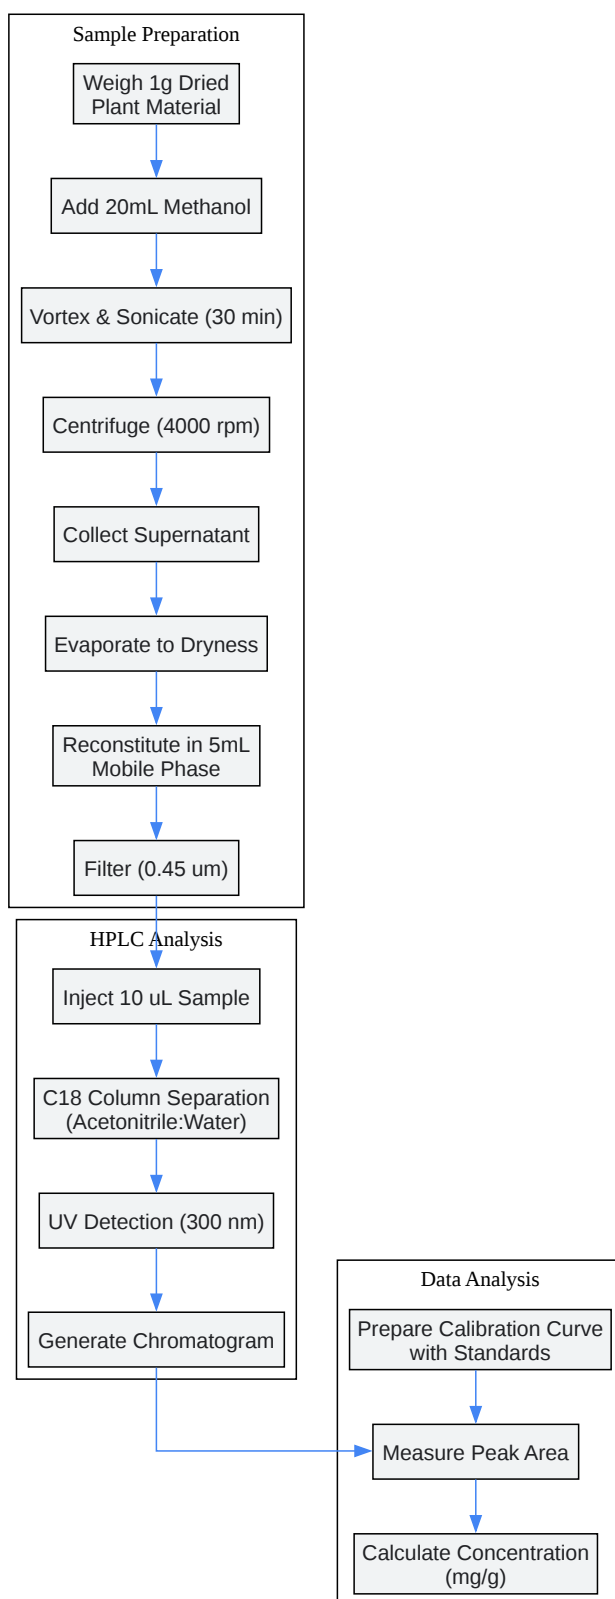 Sample Preparation
Weigh 1g Dried
Plant Material
Add 20mL Methanol
Vortex & Sonicate (30 min)
Centrifuge (4000 rpm)
Collect Supernatant
Evaporate to Dryness
Reconstitute in 5mL
Mobile Phase
Filter (0.45 um)
HPLC Analysis
Inject 10 uL Sample
C18 Column Separation
(Acetonitrile:Water)
UV Detection (300 nm)
Generate Chromatogram
Data Analysis
Prepare Calibration Curve
with Standards
Measure Peak Area
Calculate Concentration
(mg/g)